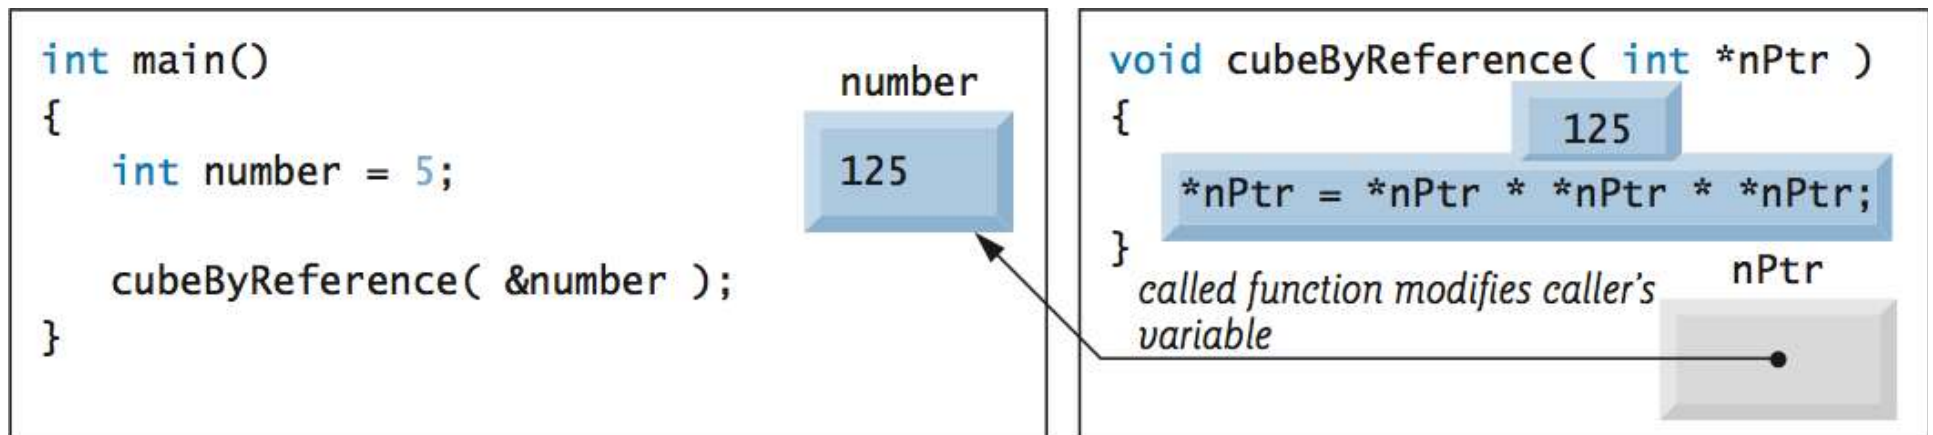 int main()
{
int number = 5;
cubeByReference( &number );
}
number
125
void cubeByReference( int *nPtr )
{
125
*nPtr = *nPtr * *nPtr * *nPtr;
}
called function modifies caller's
variable
nPtr